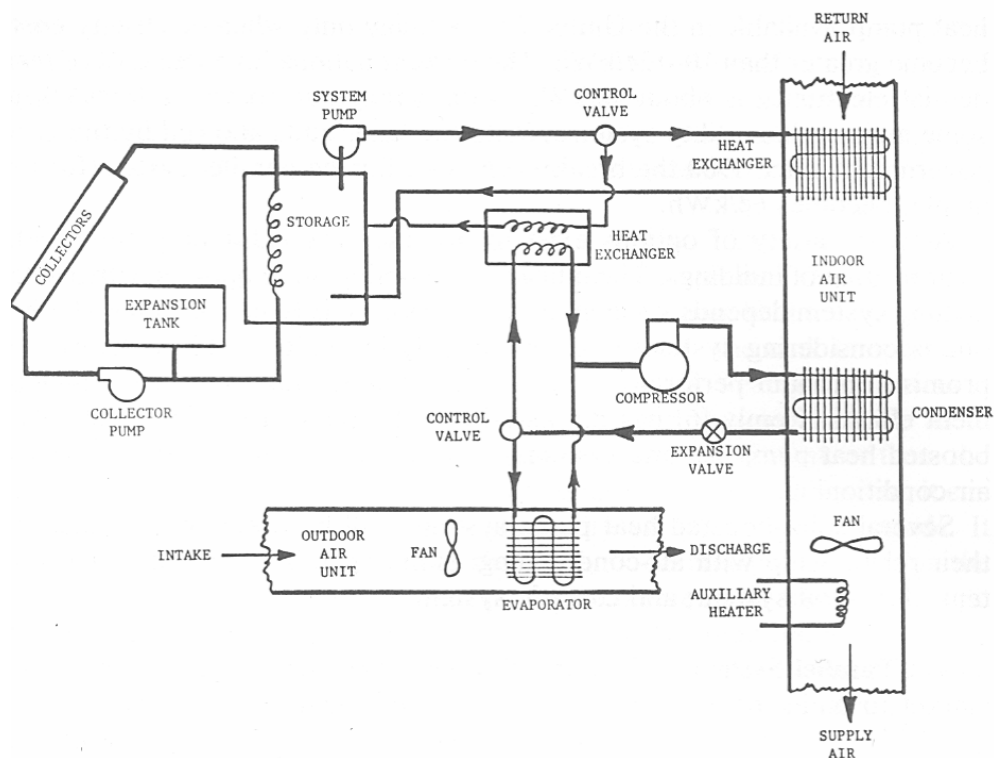 RETURN
AIR
SYSTEM
PUMP
CONTROL
VALVE
HEAT
EXCHANGER
COLLECTORS
STORAGE
HEAT
EXCHANGER
INDOOR
AIR
UNIT
EXPANSION
TANK
COLLECTOR
PUMP
COMPRESSOR
CONDENSER
CONTROL
VALVE
EXPANSION
VALVE
INTAKE
OUTDOOR
AIR
UNIT
FAN
DISCHARGE
EVAPORATOR
FAN
AUXILIARY
HEATER
SUPPLY
AIR